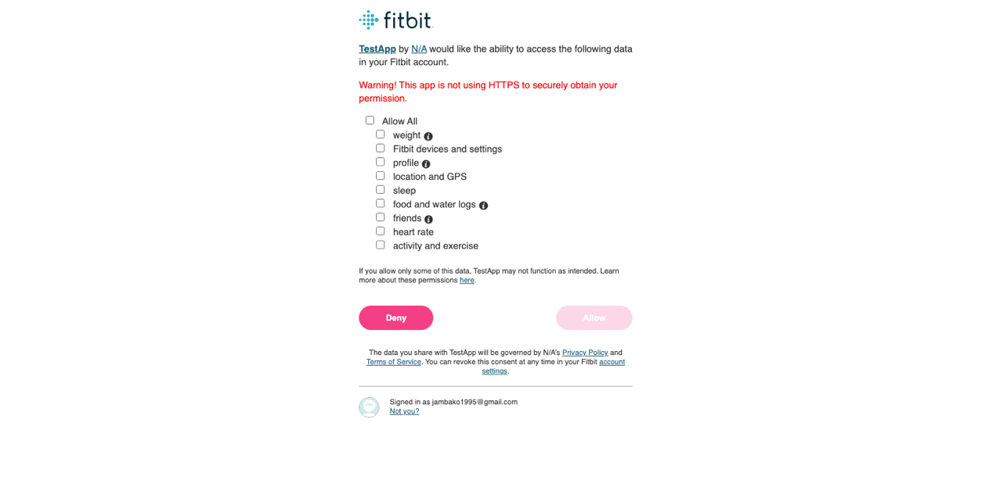 fitbit
TestApp by N/A would like the ability to access the following data
in your Fitbit account.
Warning! This app is not using HTTPS to securely obtain your
permission.
Allow All
weight
Fitbit devices and settings
profile
location and GPS
sleep
food and water logs
friends
heart rate
activity and exercise
If you allow only some of this data, TestApp may not function as intended. Learn
more about these permissions here.
Deny
Allow
The data you share with TestApp will be governed by N/A's Privacy Policy and
Terms of Service. You can revoke this consent at any time in your Fitbit account
settings.
Signed in as jambako1995@gmail.com
Not you?